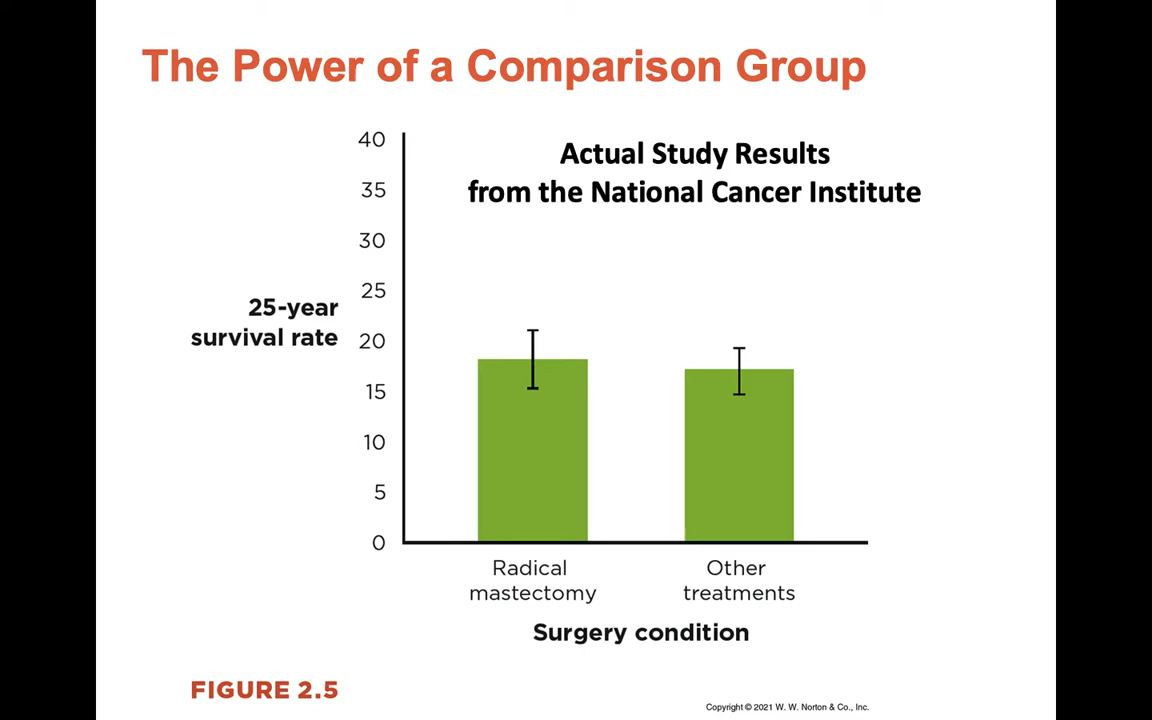 The Power of a Comparison Group
Actual Study Results
from the National Cancer Institute
40
35
30
25
20
15
10
5
0
25-year
survival rate
Radical
mastectomy
Other
treatments
Surgery condition
FIGURE 2.5
Copyright © 2021 W. W. Norton & Co., Inc.